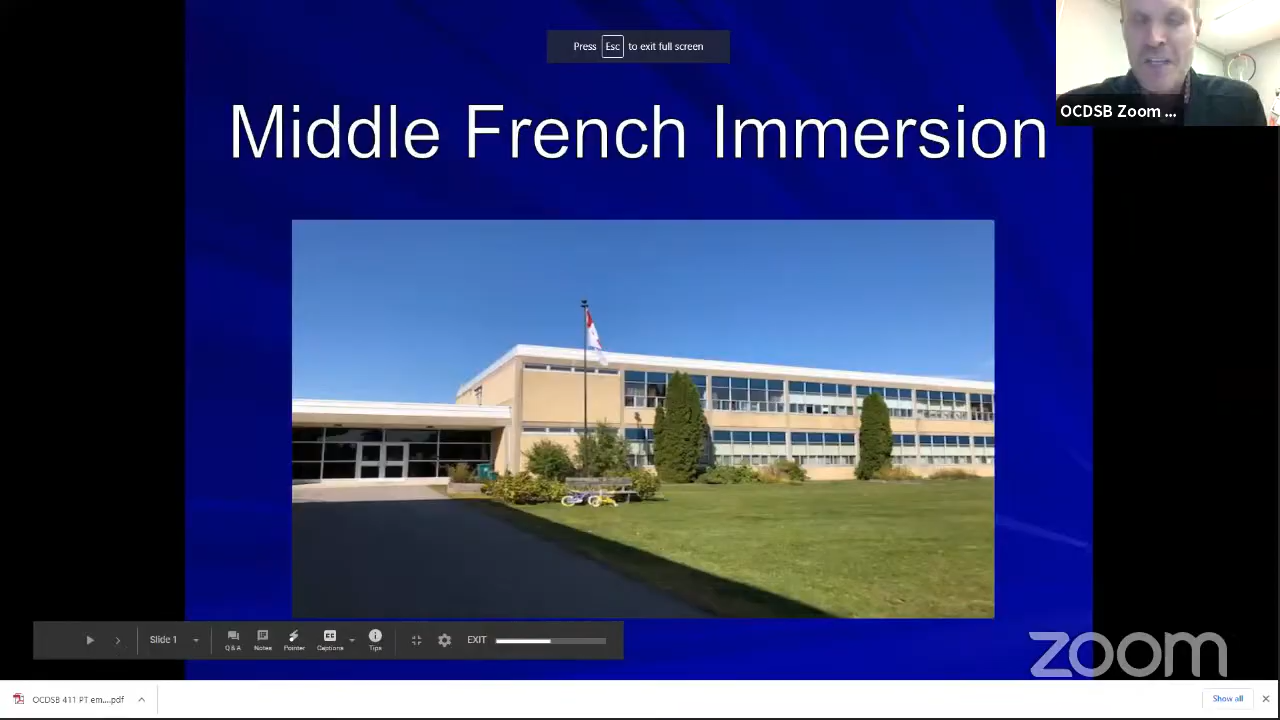 Press Esc to exit full screen
OCDSB Zoom ...
Middle French Immersion
Slide 1
Q & A
Notes
Pointer
Captions
Tips
EXIT
zoom
OCDSB 411 PT em....pdf
Show all